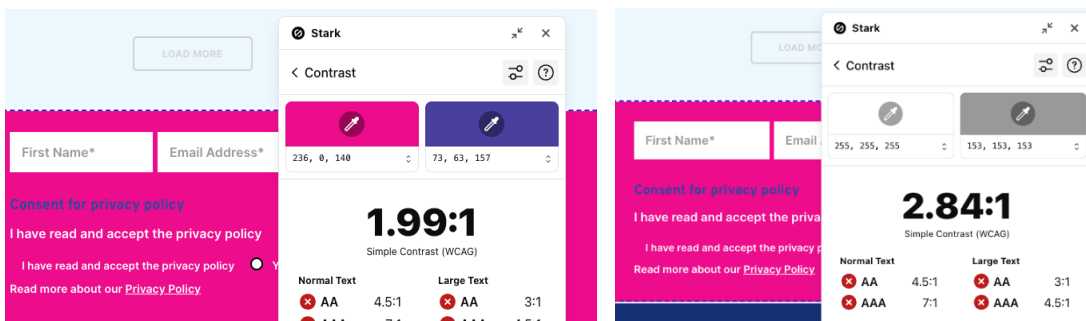 LOAD MORE
First Name*
Email Address*
Consent for privacy policy
I have read and accept the privacy policy
I have read and accept the privacy policy
Read more about our Privacy Policy
Stark
Contrast
236, 0, 140
73, 63, 157
1.99:1
Simple Contrast (WCAG)
Normal Text
Large Text
AA 4.5:1
AA 3:1
First Name*
Email
Consent for privacy policy
I have read and accept the priva
I have read and accept the privacy p
Read more about our Privacy Policy
Stark
Contrast
255, 255, 255
153, 153, 153
2.84:1
Simple Contrast (WCAG)
Normal Text
Large Text
AA 4.5:1
AA 3:1
AAA 7:1
AAA 4.5:1